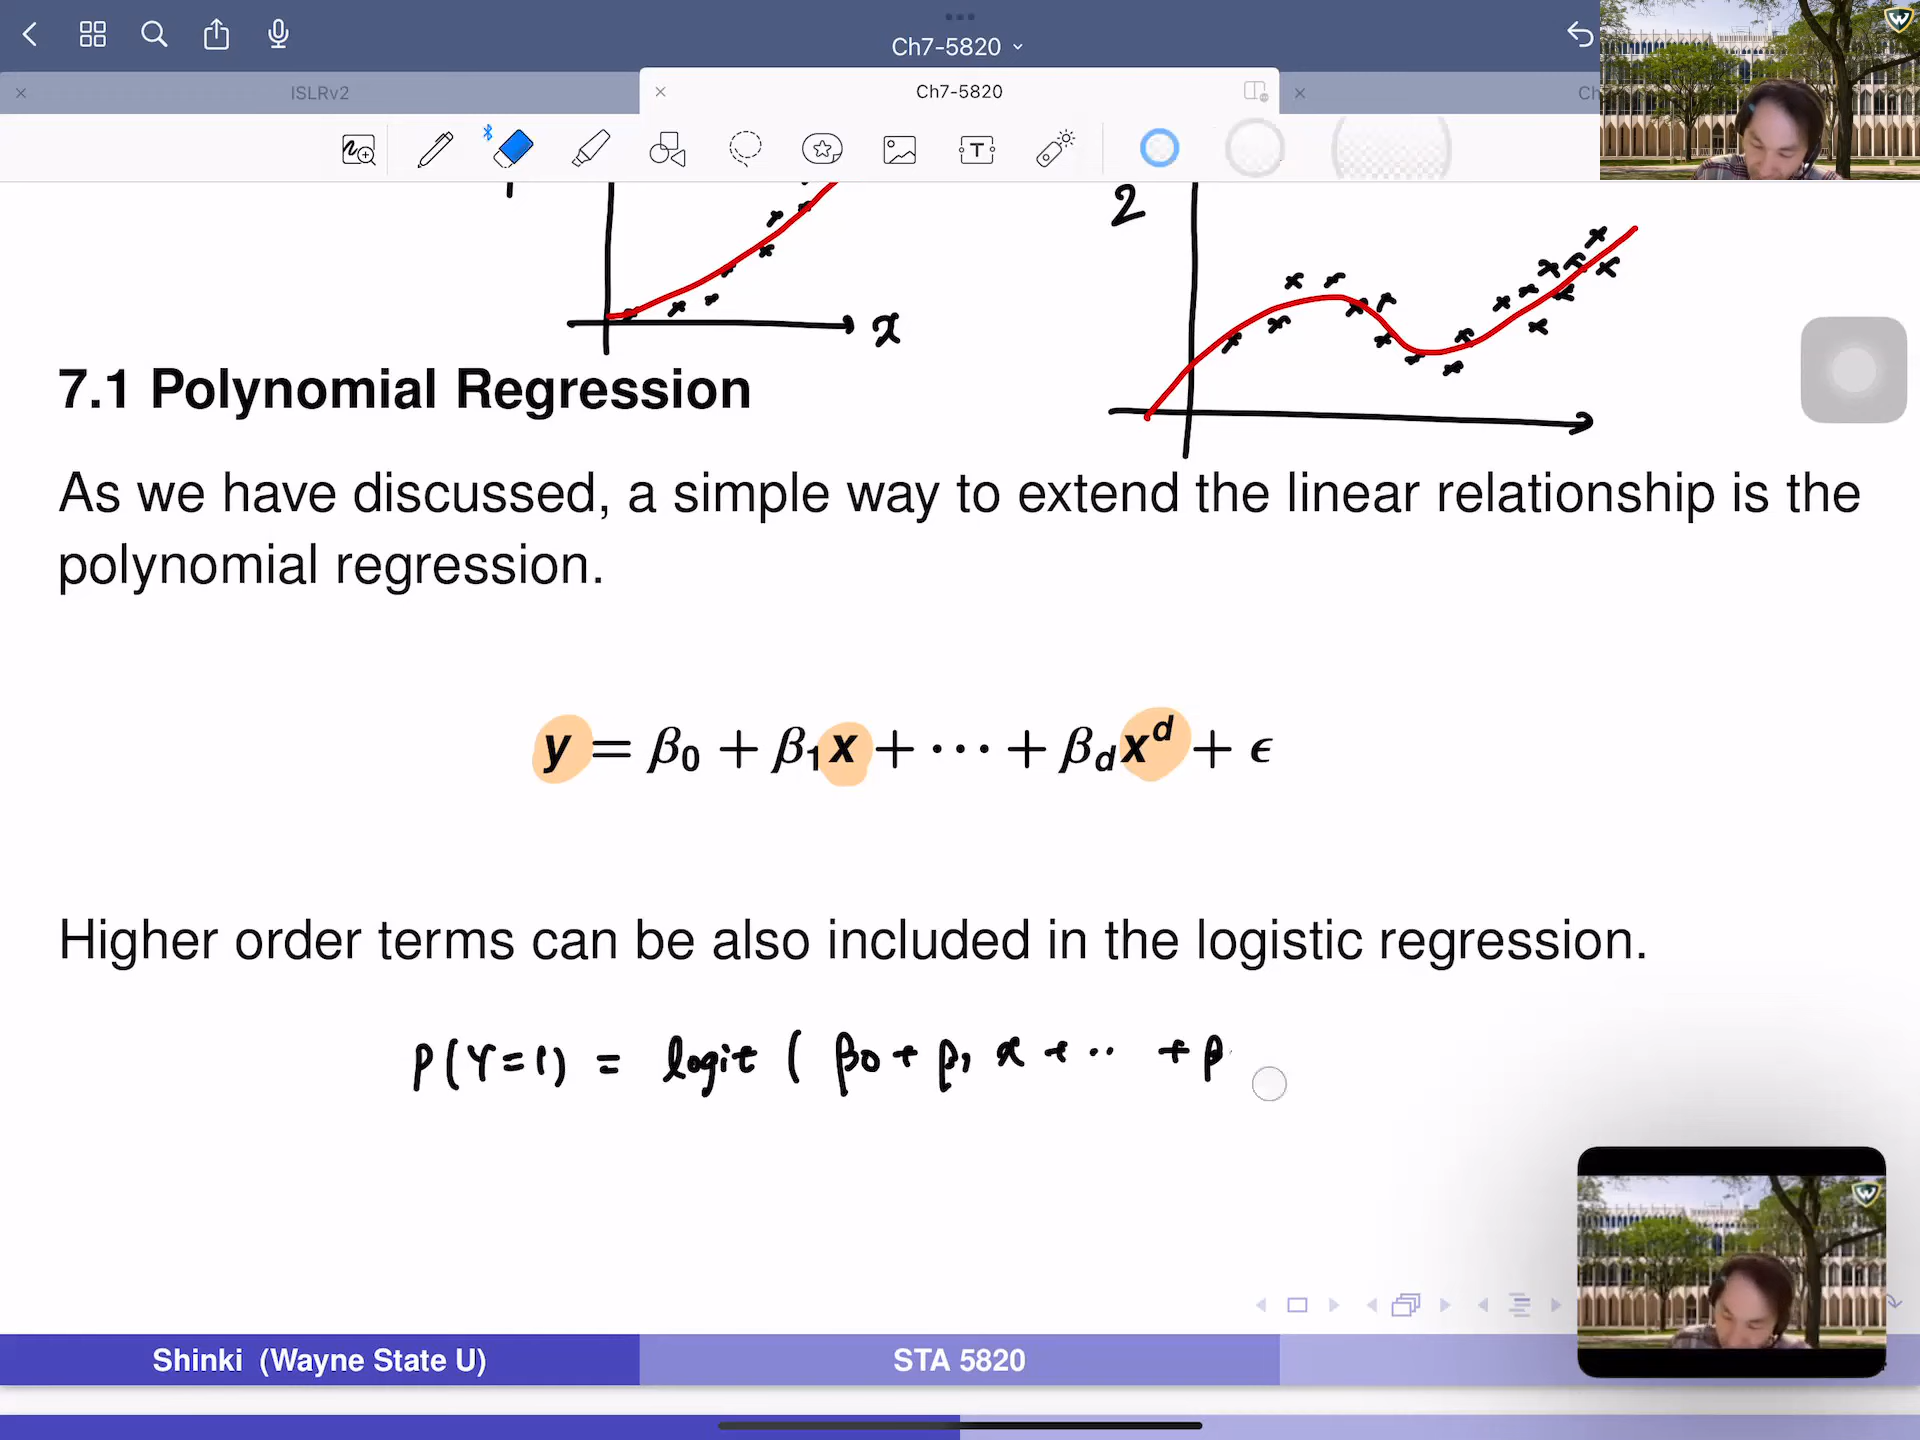 Ch7-5820
ISLRv2
Ch7-5820
Ch
T
2
x
7.1 Polynomial Regression
As we have discussed, a simple way to extend the linear relationship is the
polynomial regression.
y = β₀ + β₁x + ··· + β_d x^d + ϵ
Higher order terms can be also included in the logistic regression.
P(Y=1) = logit ( β0 + β1 x + ·· + β
Shinki (Wayne State U)
STA 5820